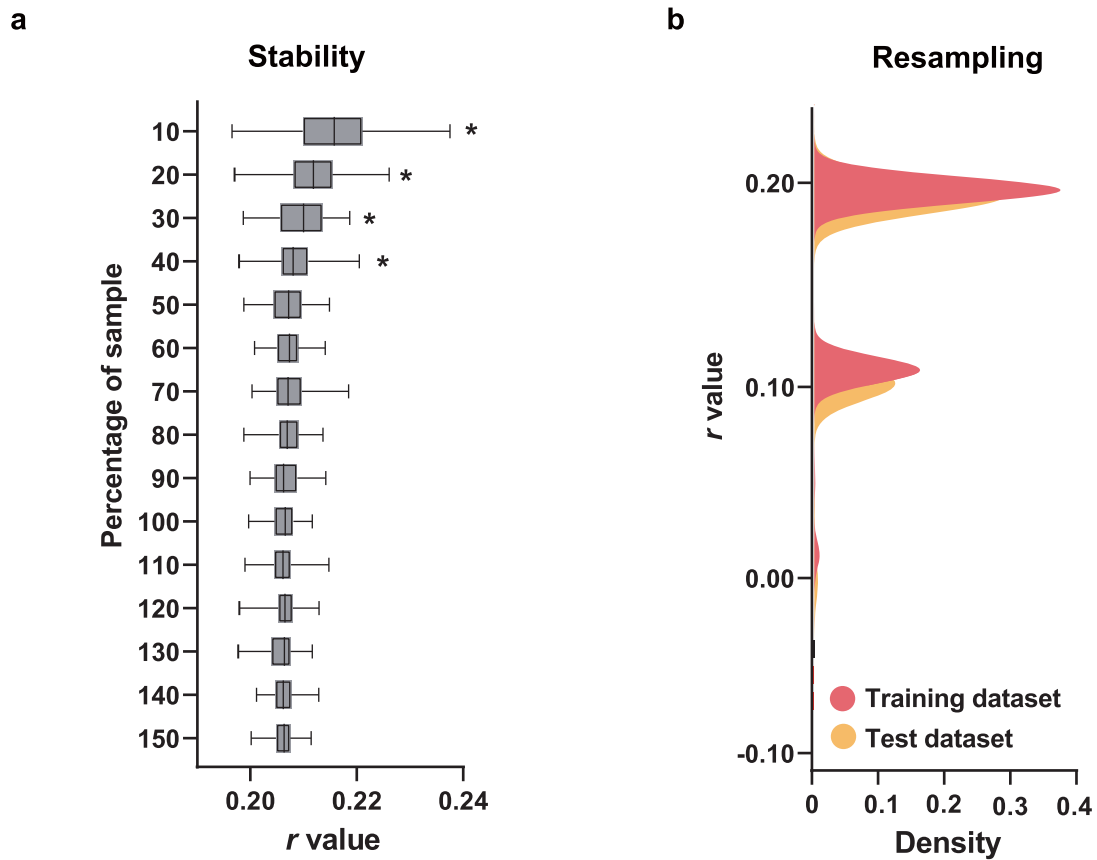 a
Stability
Percentage of sample
10
*
20
*
30
*
40
*
50
60
70
80
90
100
110
120
130
140
150
0.20 0.22 0.24
r value
b
Resampling
r value
0.20
0.10
0.00
-0.10
Training dataset
Test dataset
0 0.1 0.2 0.3 0.4
Density